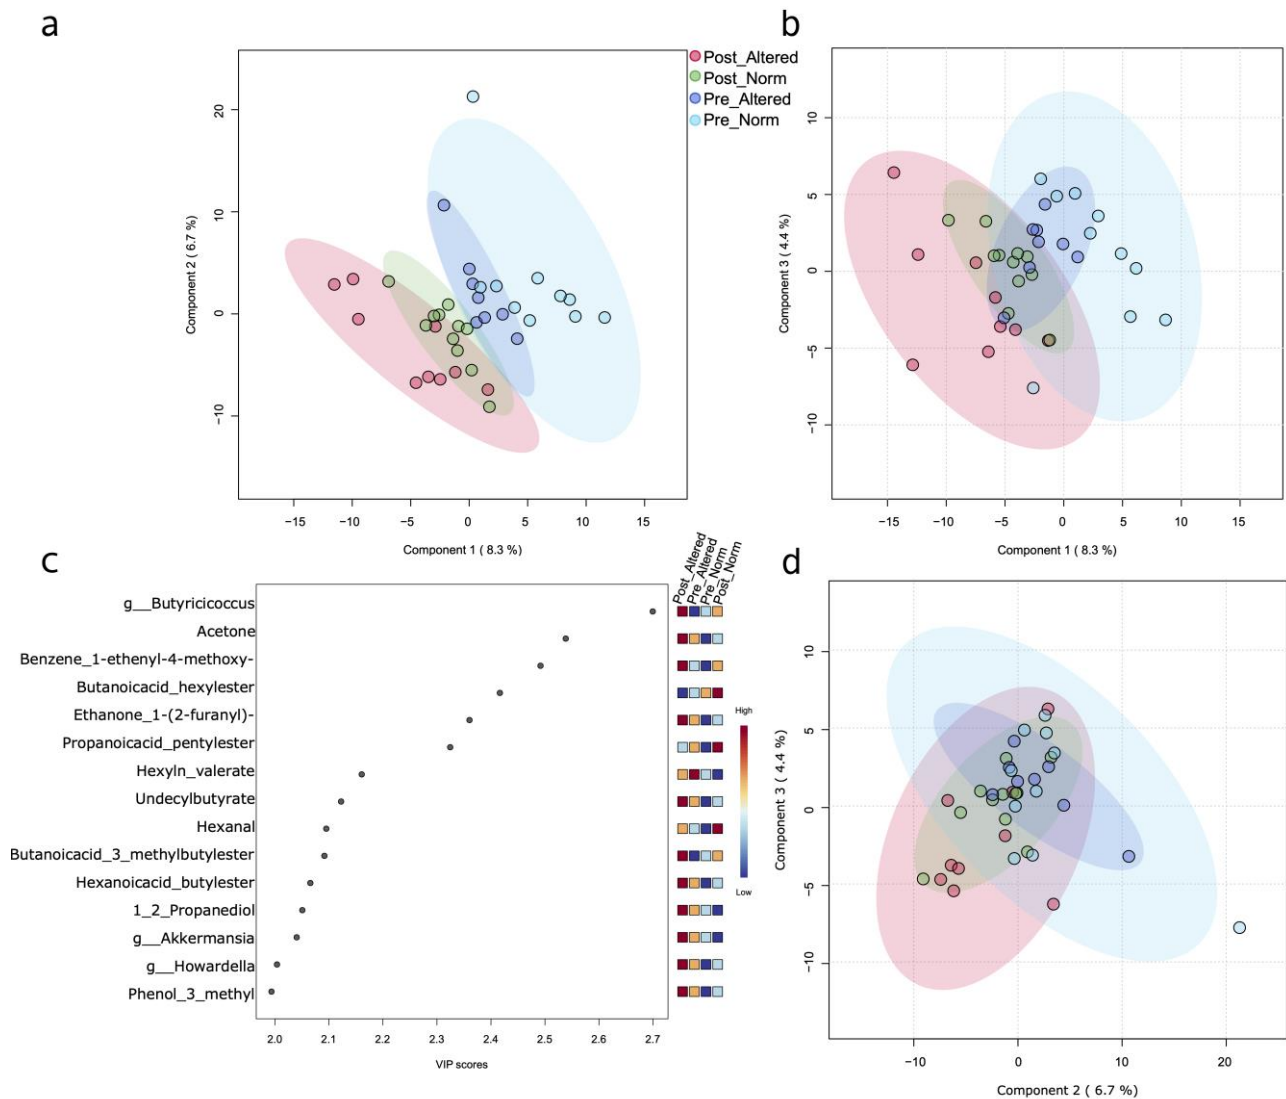 a
b
Post_Altered
Post_Norm
Pre_Altered
Pre_Norm
20
10
0
−10
Component 2 ( 6.7 %)
−15
−10
−5
0
5
10
15
Component 1 ( 8.3 %)
10
5
0
−5
−10
Component 3 ( 4.4 %)
−15
−10
−5
0
5
10
15
Component 1 ( 8.3 %)
c
d
Post_Altered
Pre_Altered
Pre_Norm
Post_Norm
g__Butyricicoccus
Acetone
Benzene_1-ethenyl-4-methoxy-
Butanoicacid_hexylester
Ethanone_1-(2-furanyl)-
Propanoicacid_pentylester
Hexyln_valerate
Undecylbutyrate
Hexanal
Butanoicacid_3_methylbutylester
Hexanoicacid_butylester
1_2_Propanediol
g__Akkermansia
g__Howardella
Phenol_3_methyl
High
Low
2.0
2.1
2.2
2.3
2.4
2.5
2.6
2.7
VIP scores
10
5
0
−5
−10
Component 3 ( 4.4 %)
−10
0
10
20
Component 2 ( 6.7 %)